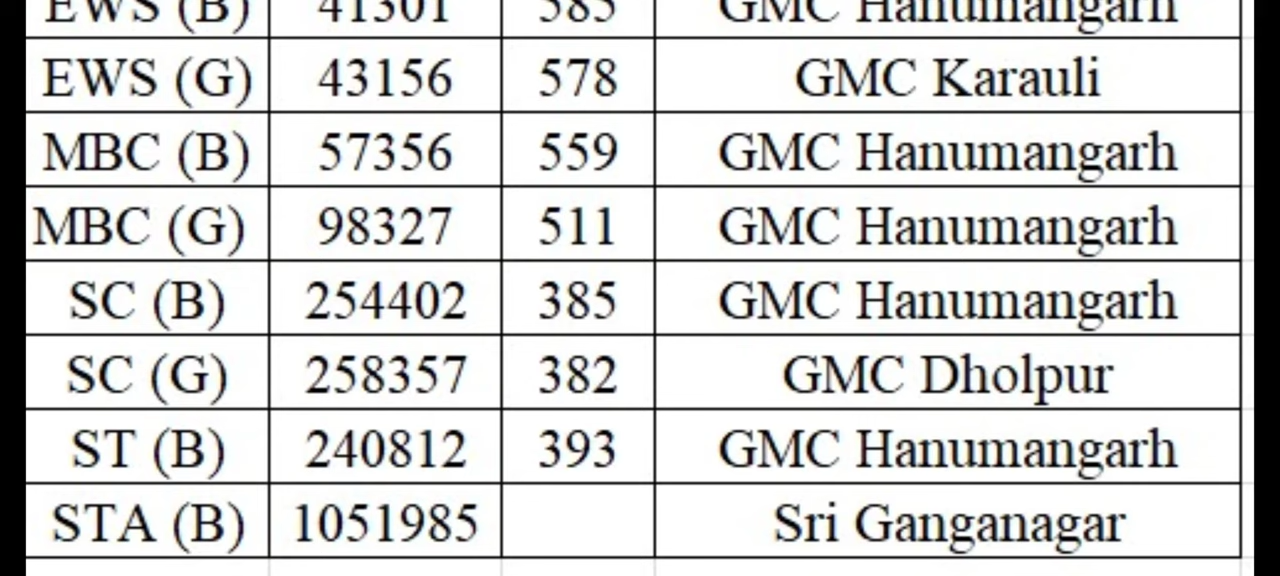 EWS (B) 41301 585 GMC Hanumangarh
EWS (G) 43156 578 GMC Karauli
MBC (B) 57356 559 GMC Hanumangarh
MBC (G) 98327 511 GMC Hanumangarh
SC (B) 254402 385 GMC Hanumangarh
SC (G) 258357 382 GMC Dholpur
ST (B) 240812 393 GMC Hanumangarh
STA (B) 1051985 Sri Ganganagar